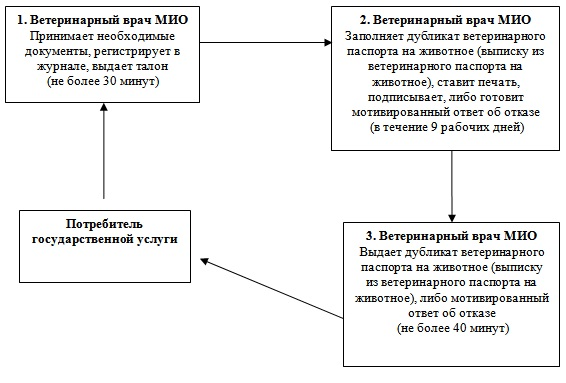 1. Ветеринарный врач МИО
Принимает необходимые
документы, регистрирует в
журнале, выдает талон
(не более 30 минут)
2. Ветеринарный врач МИО
Заполняет дубликат ветеринарного
паспорта на животное (выписку из
ветеринарного паспорта на
животное), ставит печать,
подписывает, либо готовит
мотивированный ответ об отказе
(в течение 9 рабочих дней)
3. Ветеринарный врач МИО
Выдает дубликат ветеринарного
паспорта на животное (выписку
из ветеринарного паспорта на
животное), либо мотивированный
ответ об отказе
(не более 40 минут)
Потребитель
государственной услуги